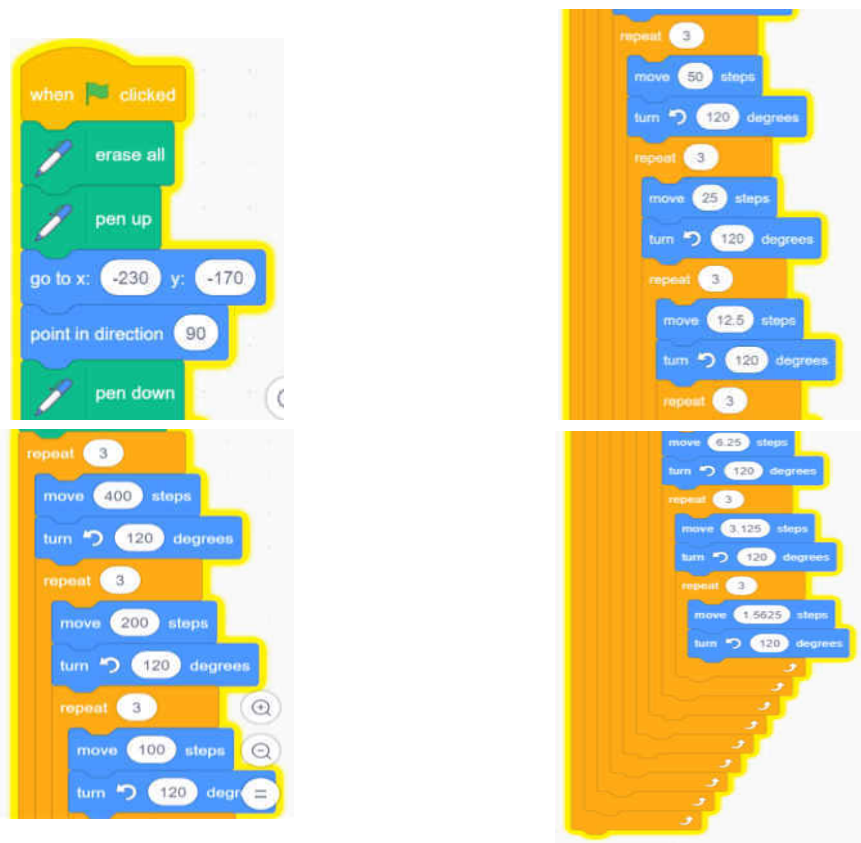 when clicked
erase all
pen up
go to x: -230 y: -170
point in direction 90
pen down
repeat 3
move 400 steps
turn 120 degrees
repeat 3
move 200 steps
turn 120 degrees
repeat 3
move 100 steps
turn 120 degr
repeat 3
move 50 steps
turn 120 degrees
repeat 3
move 25 steps
turn 120 degrees
repeat 3
move 12.5 steps
turn 120 degrees
repeat 3
move 6.25 steps
turn 120 degrees
repeat 3
move 3.125 steps
turn 120 degrees
repeat 3
move 1.5625 steps
turn 120 degrees